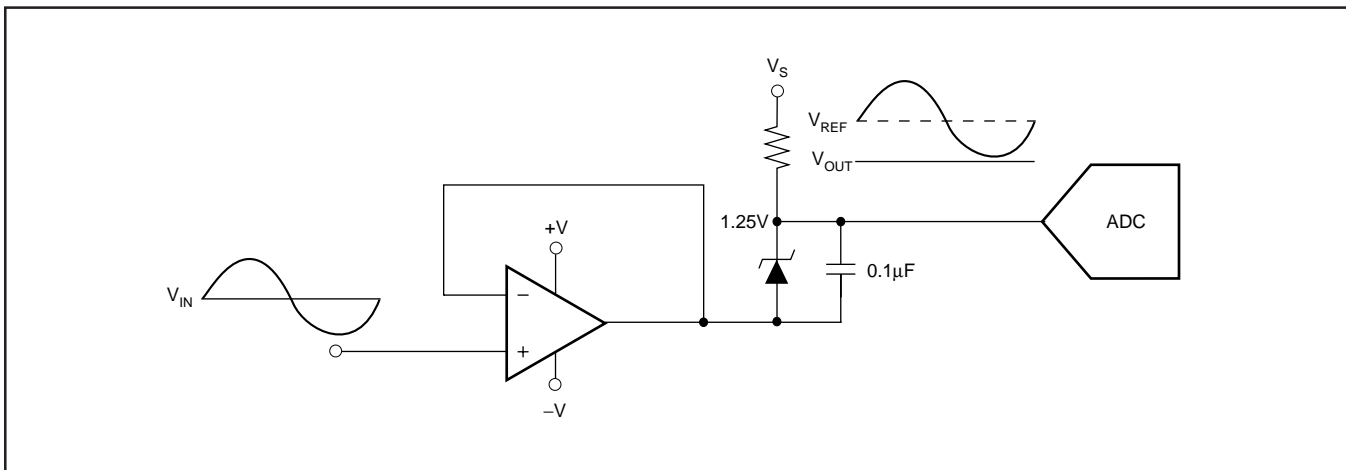 V_S
V_REF
V_OUT
1.25V
ADC
+V
0.1μF
V_IN
−
+
−V